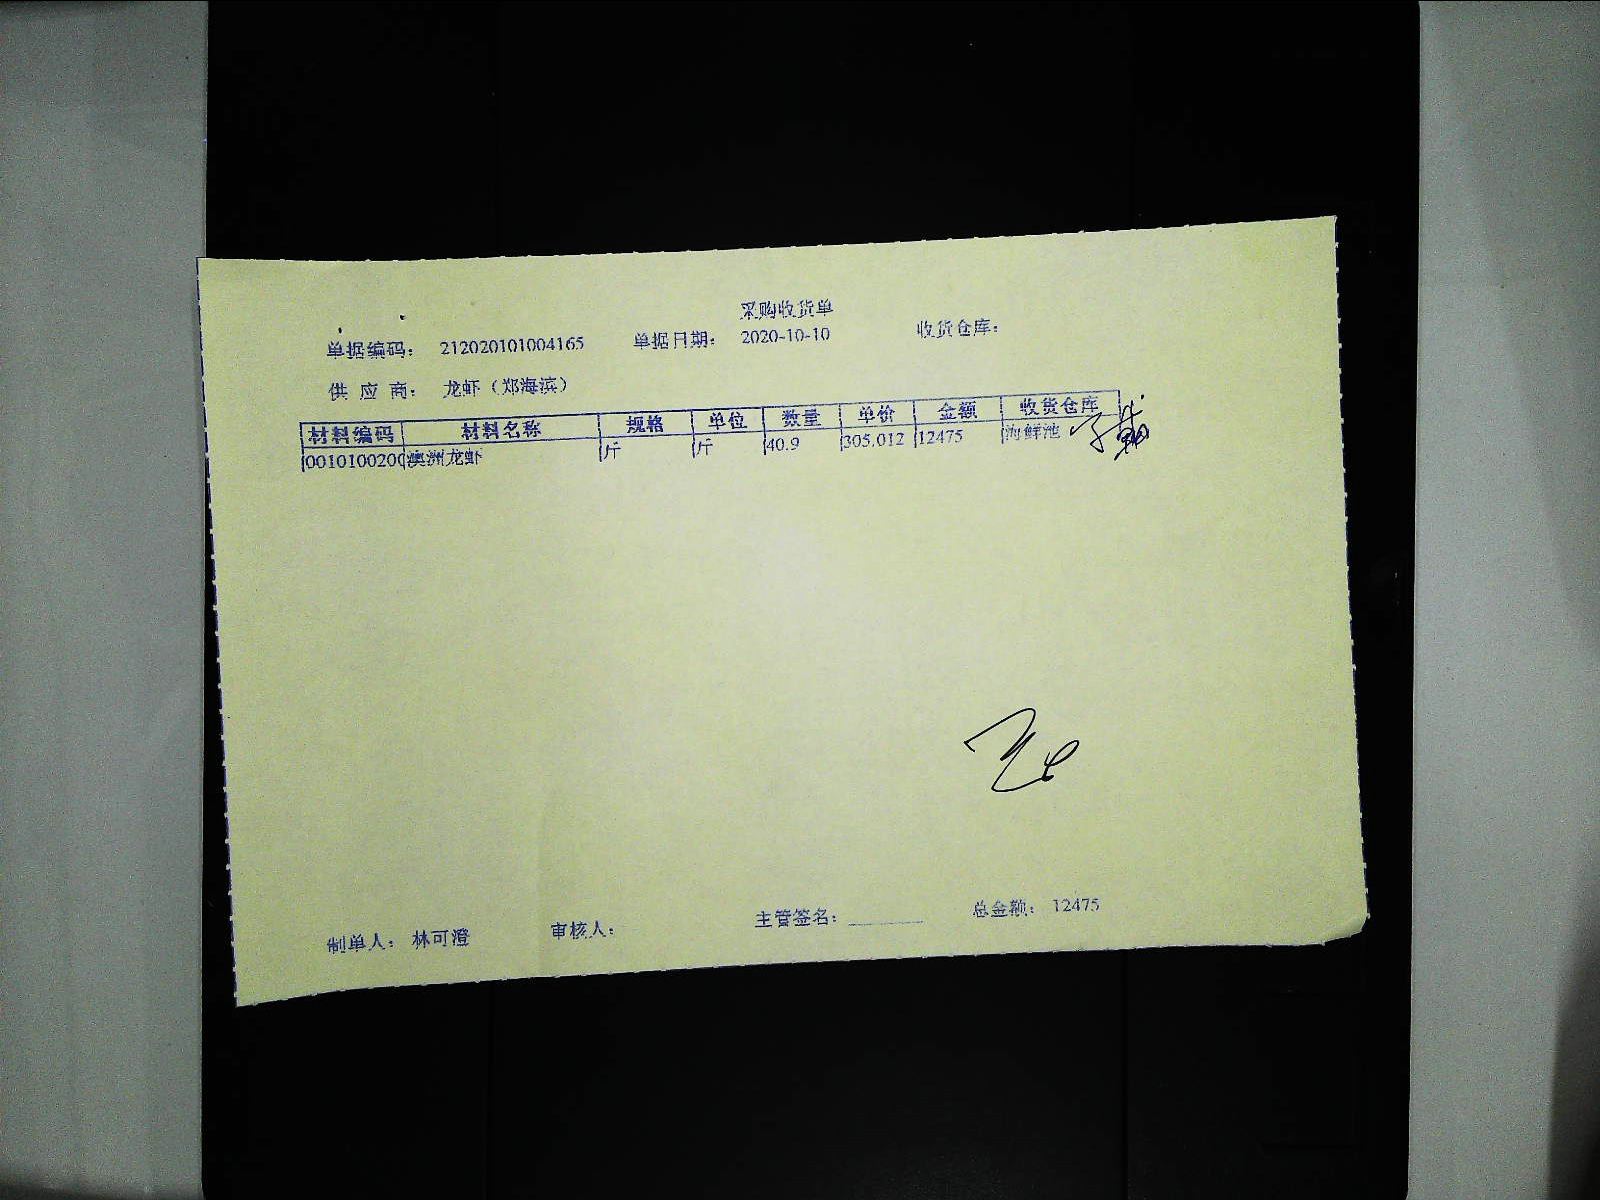 采购收货单
单据编码： 212020101004165 单据日期： 2020-10-10 收货仓库：
供 应 商： 龙虾（郑海滨）
材料编码 材料名称 规格 单位 数量 单价 金额 收货仓库
0010100200 澳洲龙虾 斤 斤 40.9 305.012 12475 海鲜池
制单人： 林可澄 审核人： 主管签名：________ 总金额： 12475